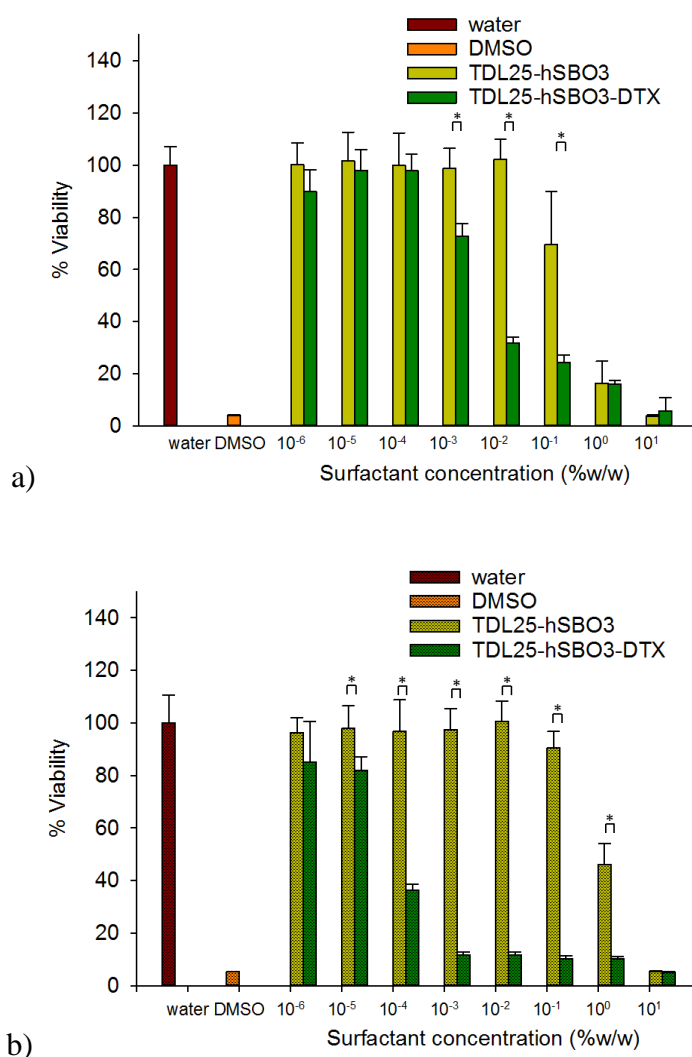 water
DMSO
TDL25-hSBO3
TDL25-hSBO3-DTX
140
120
100
80
60
40
20
0
% Viability
* * *
water DMSO 10⁻⁶ 10⁻⁵ 10⁻⁴ 10⁻³ 10⁻² 10⁻¹ 10⁰ 10¹
Surfactant concentration (%w/w)
a)
water
DMSO
TDL25-hSBO3
TDL25-hSBO3-DTX
140
120
100
80
60
40
20
0
% Viability
* * * * * *
water DMSO 10⁻⁶ 10⁻⁵ 10⁻⁴ 10⁻³ 10⁻² 10⁻¹ 10⁰ 10¹
Surfactant concentration (%w/w)
b)